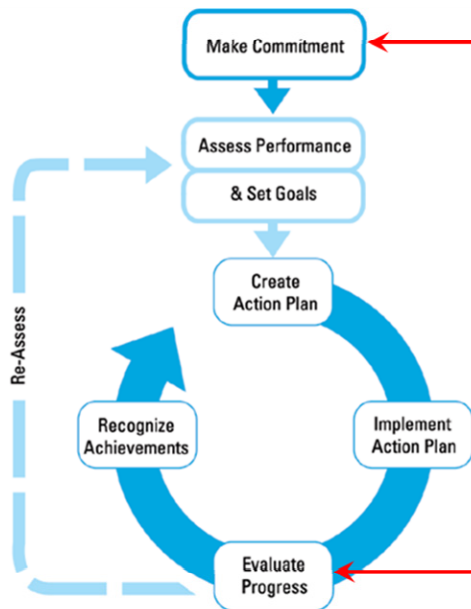 Make Commitment
Assess Performance
& Set Goals
Create
Action Plan
Re-Assess
Recognize
Achievements
Implement
Action Plan
Evaluate
Progress